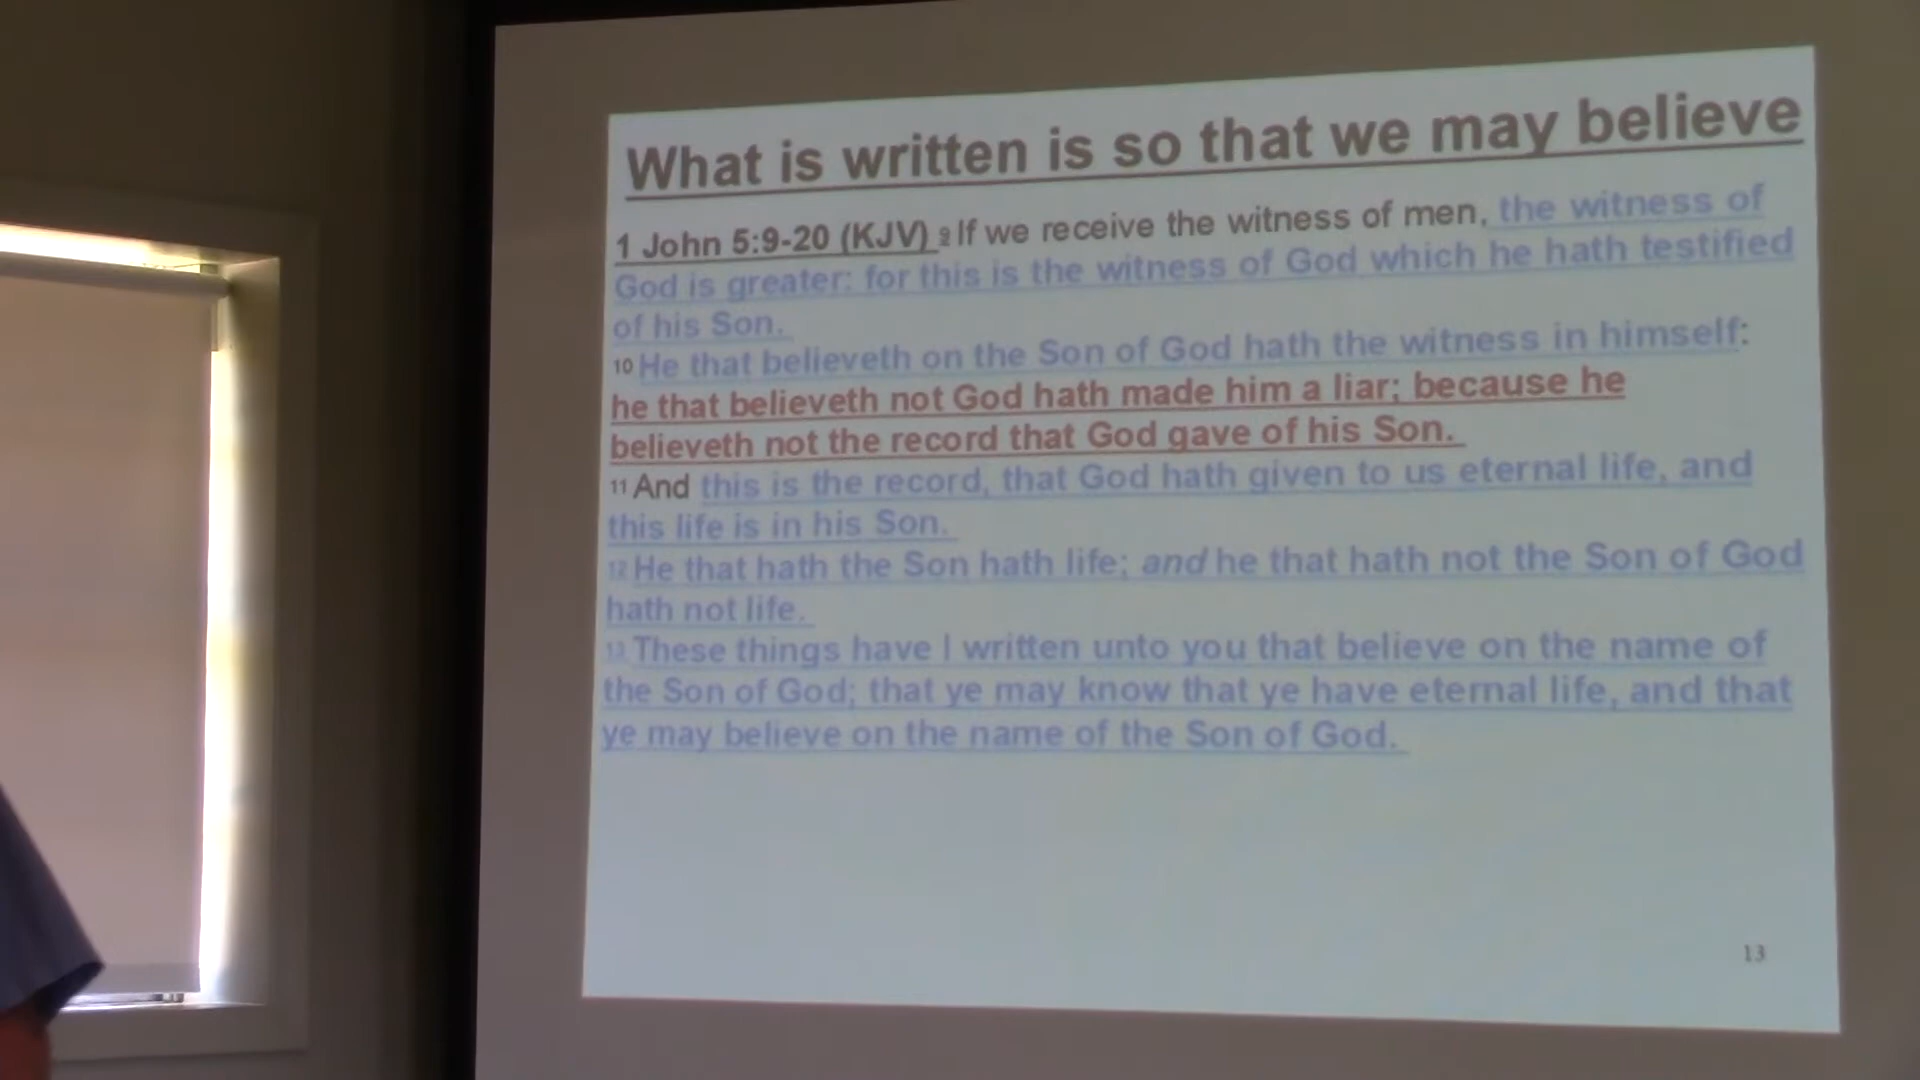 What is written is so that we may believe
1 John 5:9-20 (KJV) 9 If we receive the witness of men, the witness of
God is greater: for this is the witness of God which he hath testified
of his Son.
10 He that believeth on the Son of God hath the witness in himself:
he that believeth not God hath made him a liar; because he
believeth not the record that God gave of his Son.
11 And this is the record, that God hath given to us eternal life, and
this life is in his Son.
12 He that hath the Son hath life; and he that hath not the Son of God
hath not life.
13 These things have I written unto you that believe on the name of
the Son of God; that ye may know that ye have eternal life, and that
ye may believe on the name of the Son of God.
13